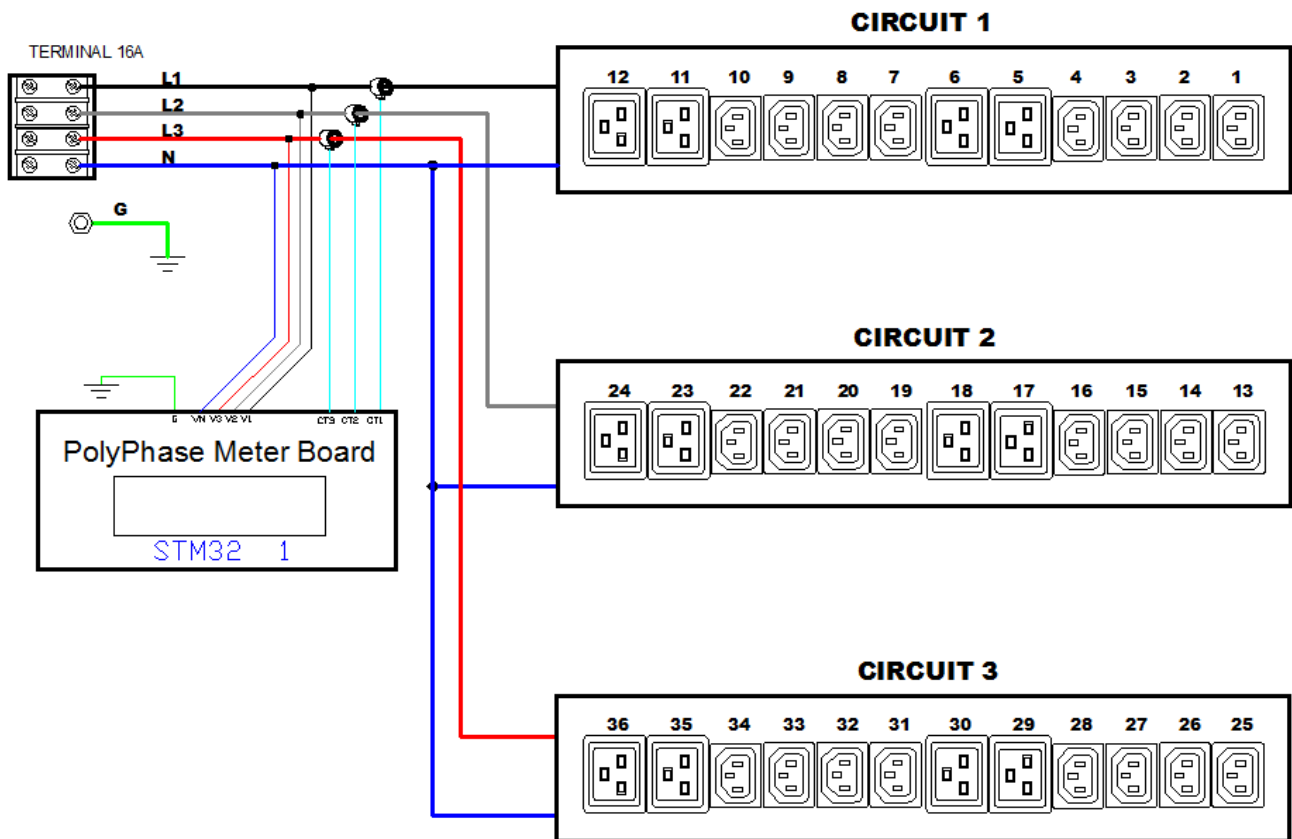 CIRCUIT 1
TERMINAL 16A
L1
L2
L3
N
G
12 11 10 9 8 7 6 5 4 3 2 1
CIRCUIT 2
24 23 22 21 20 19 18 17 16 15 14 13
G VN V3 V2 V1 CT3 CT2 CT1
PolyPhase Meter Board
STM32 1
CIRCUIT 3
36 35 34 33 32 31 30 29 28 27 26 25